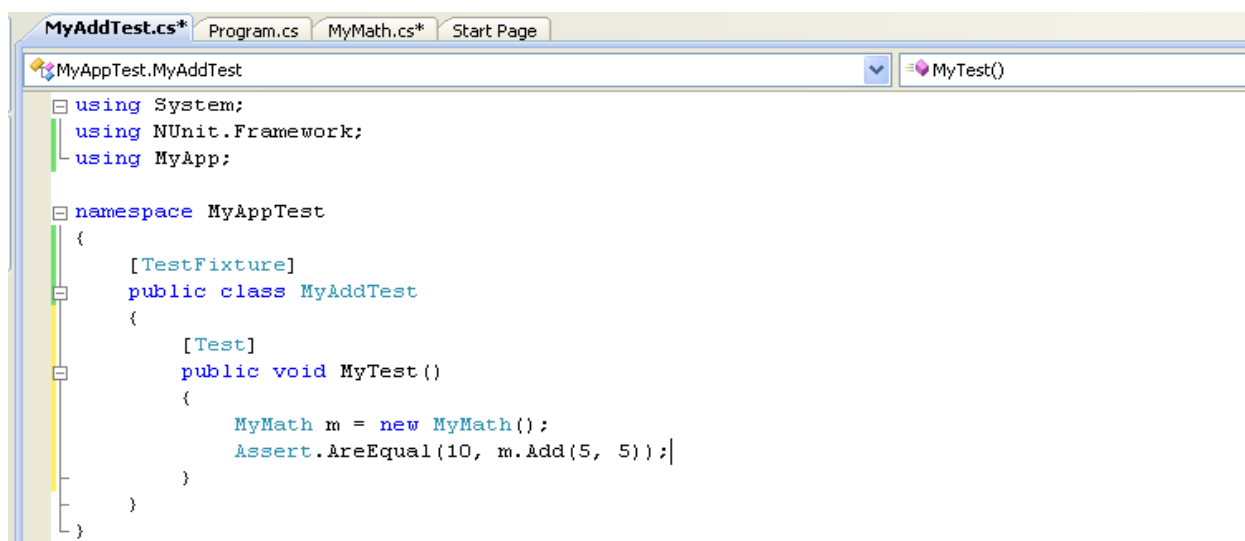 MyAddTest.cs* Program.cs MyMath.cs* Start Page
MyAppTest.MyAddTest MyTest()
using System;
using NUnit.Framework;
using MyApp;
namespace MyAppTest
{
[TestFixture]
public class MyAddTest
{
[Test]
public void MyTest()
{
MyMath m = new MyMath();
Assert.AreEqual(10, m.Add(5, 5));
}
}
}